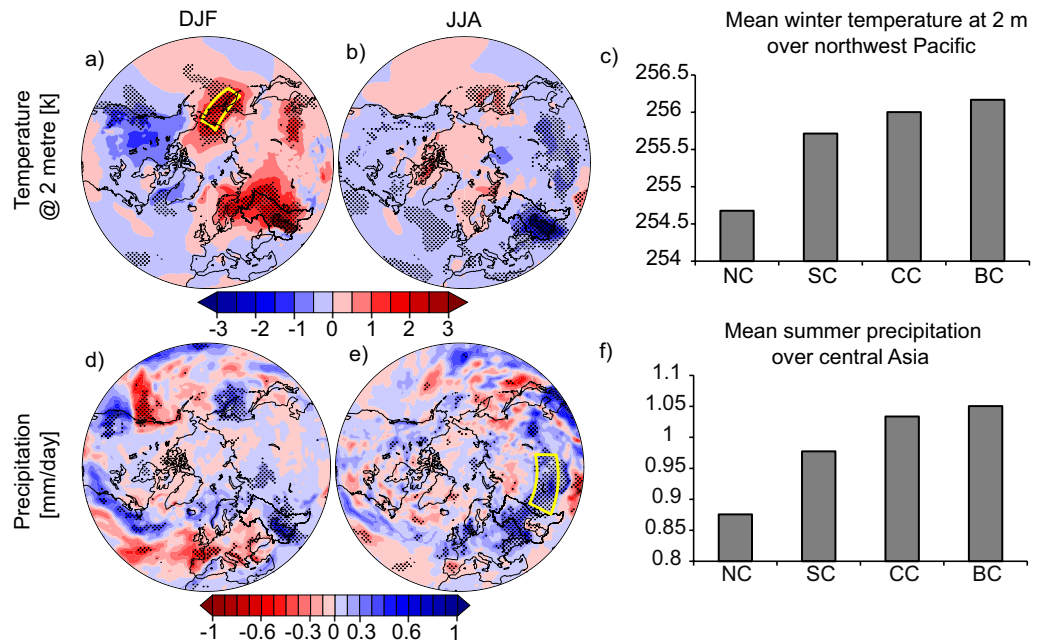 DJF
JJA
Temperature
@ 2 metre [k]
a)
b)
-3 -2 -1 0 1 2 3
Mean winter temperature at 2 m
over northwest Pacific
c)
256.5
256
255.5
255
254.5
254
NC SC CC BC
Precipitation
[mm/day]
d)
e)
-1 -0.6 -0.3 0 0.3 0.6 1
Mean summer precipitation
over central Asia
f)
1.1
1.05
1
0.95
0.9
0.85
0.8
NC SC CC BC